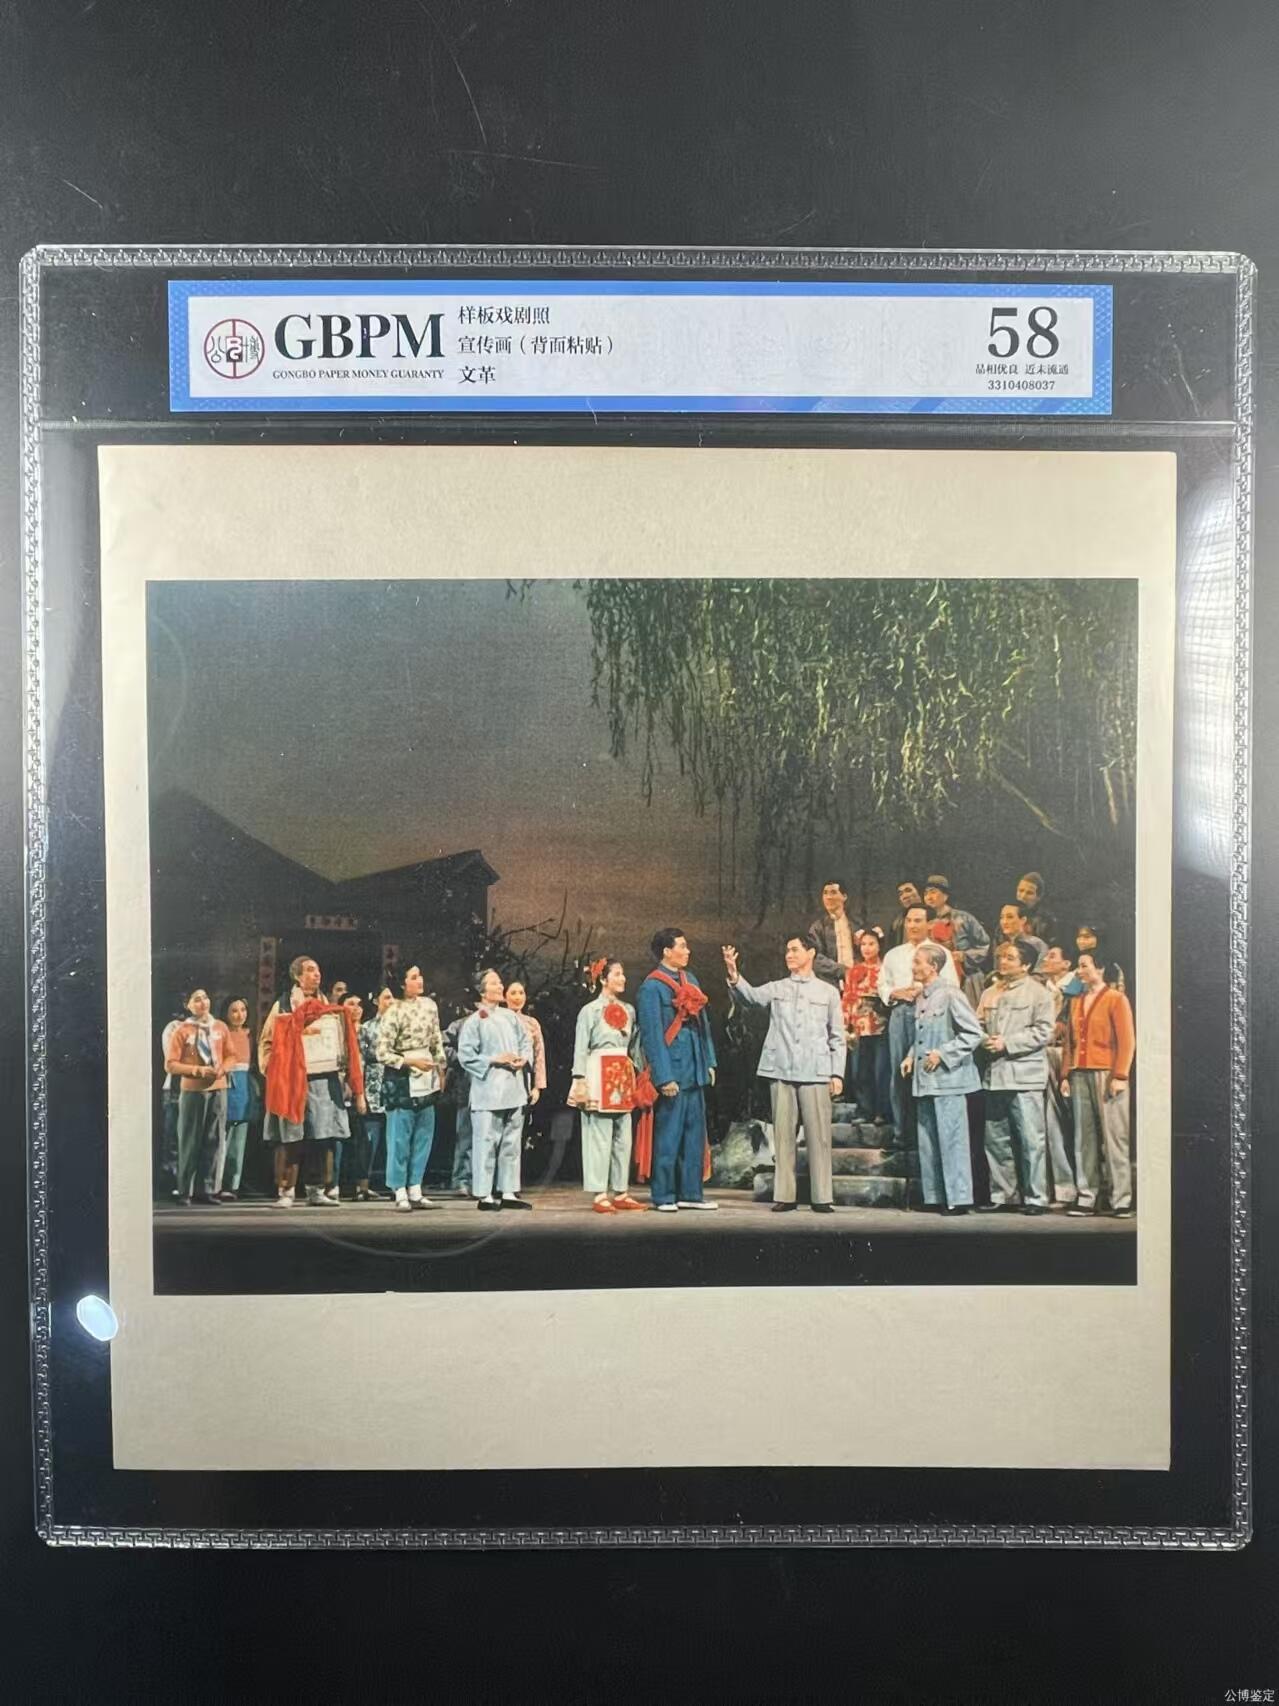 GBPM
GONGBO PAPER MONEY GUARANTY
样板戏剧照
宣传画（背面粘贴）
文革
58
品相优良 近未流通
3310408037
公博鉴定